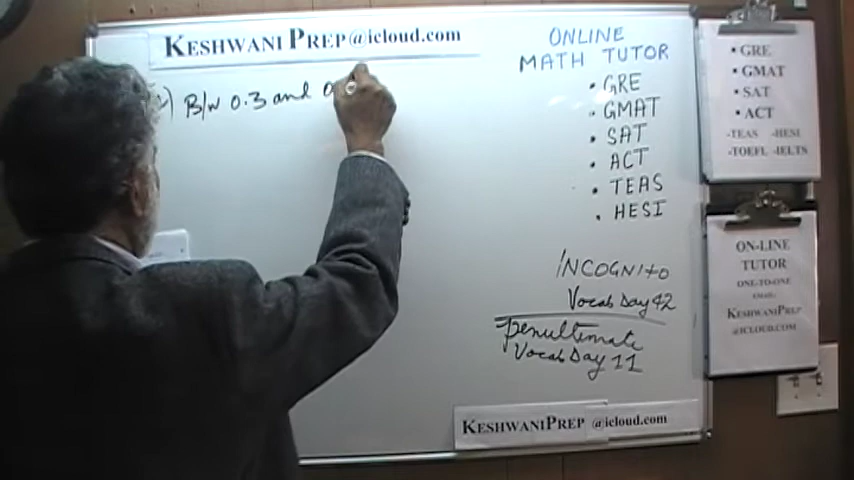 KESHWANI PREP@icloud.com
B/W 0.3 and
ONLINE
MATH TUTOR
• GRE
• GMAT
• SAT
• ACT
• TEAS
• HESI
INCOGNITO
Vocab Day 42
penultimate
Vocab Day 11
KESHWANIPREP @icloud.com
• GRE
• GMAT
• SAT
• ACT
-TEAS -HESI
-TOEFL -IELTS
ON-LINE
TUTOR
ONE-TO-ONE
EMAIL:
KESHWANIPREP
@ICLOUD.COM